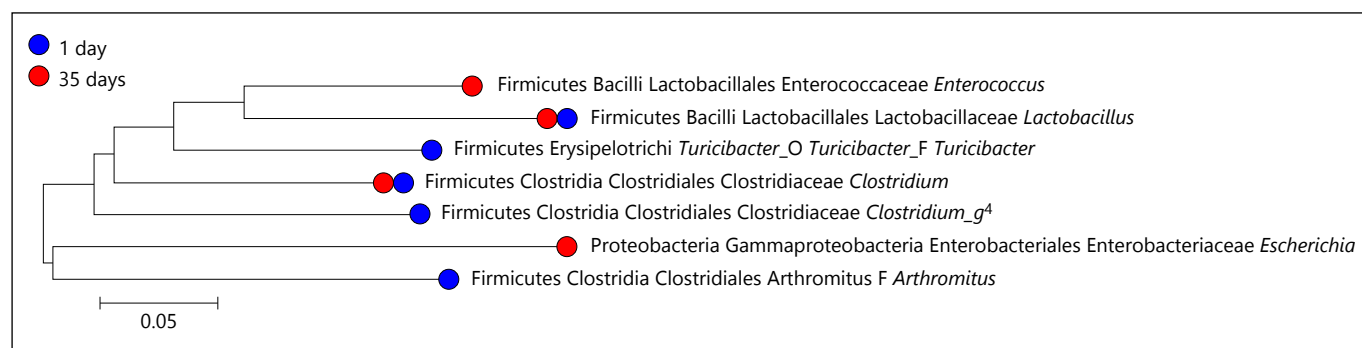 1 day
35 days
Firmicutes Bacilli Lactobacillales Enterococcaceae Enterococcus
Firmicutes Bacilli Lactobacillales Lactobacillaceae Lactobacillus
Firmicutes Erysipelotrichi Turicibacter_O Turicibacter_F Turicibacter
Firmicutes Clostridia Clostridiales Clostridiaceae Clostridium
Firmicutes Clostridia Clostridiales Clostridiaceae Clostridium_g⁴
Proteobacteria Gammaproteobacteria Enterobacteriales Enterobacteriaceae Escherichia
Firmicutes Clostridia Clostridiales Arthromitus F Arthromitus
0.05